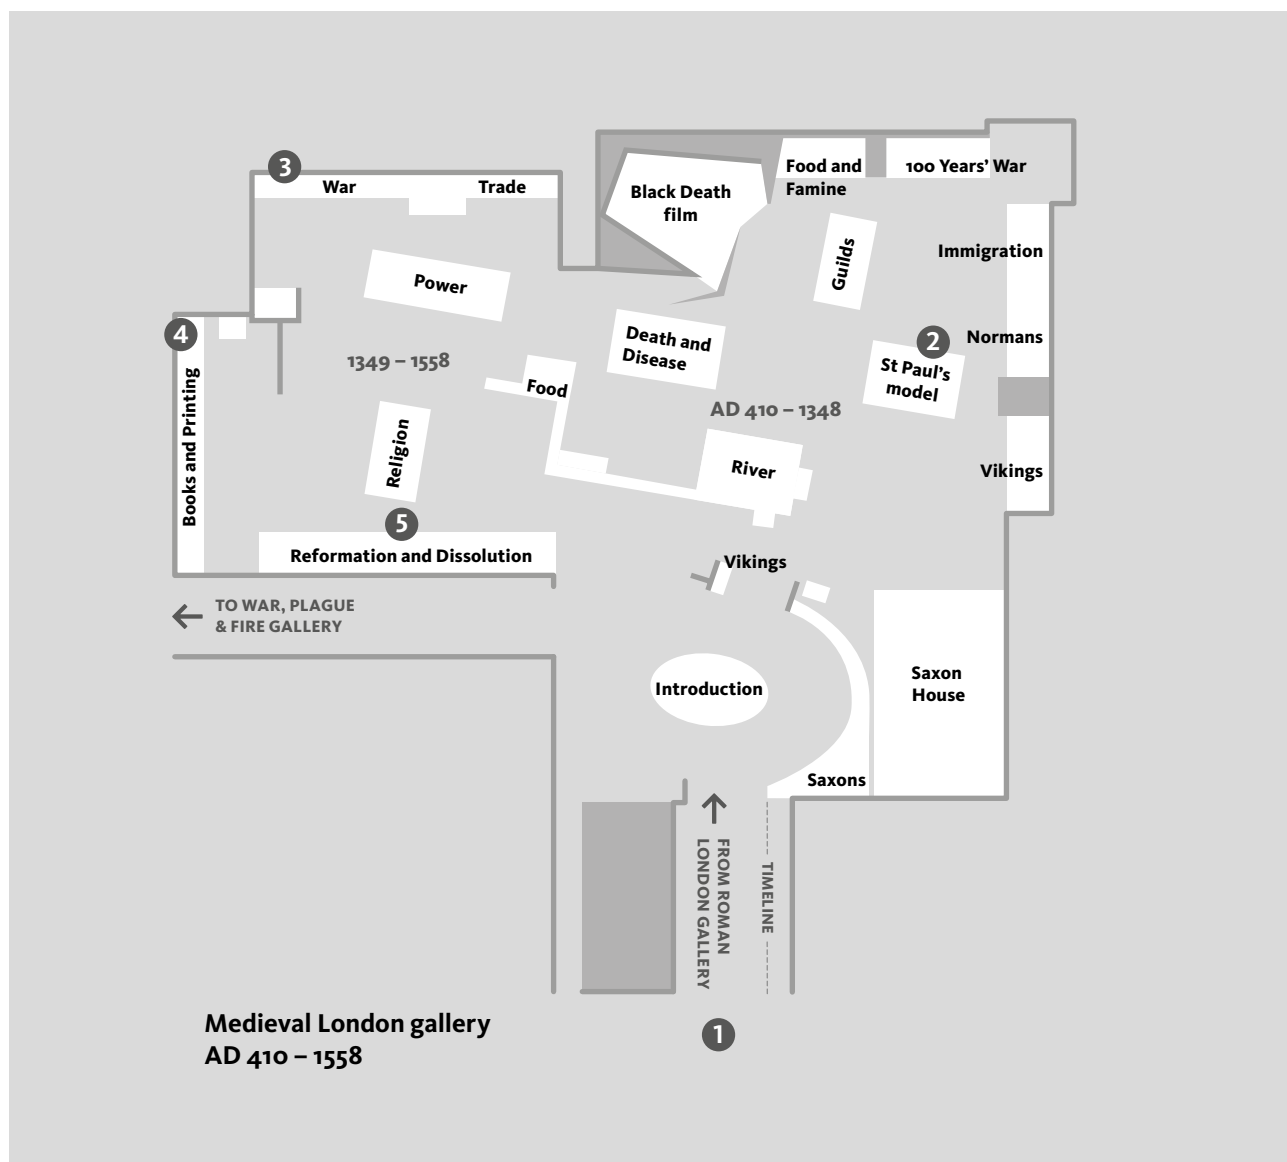 3
War
Trade
Black Death
film
Food and
Famine
100 Years’ War
Guilds
Immigration
Power
4
1349 – 1558
Death and
Disease
2
Normans
St Paul’s
model
Food
AD 410 – 1348
Books and Printing
Religion
River
Vikings
5
Reformation and Dissolution
Vikings
TO WAR, PLAGUE
& FIRE GALLERY
Introduction
Saxon
House
Saxons
FROM ROMAN
LONDON GALLERY
TIMELINE
Medieval London gallery
AD 410 – 1558
1